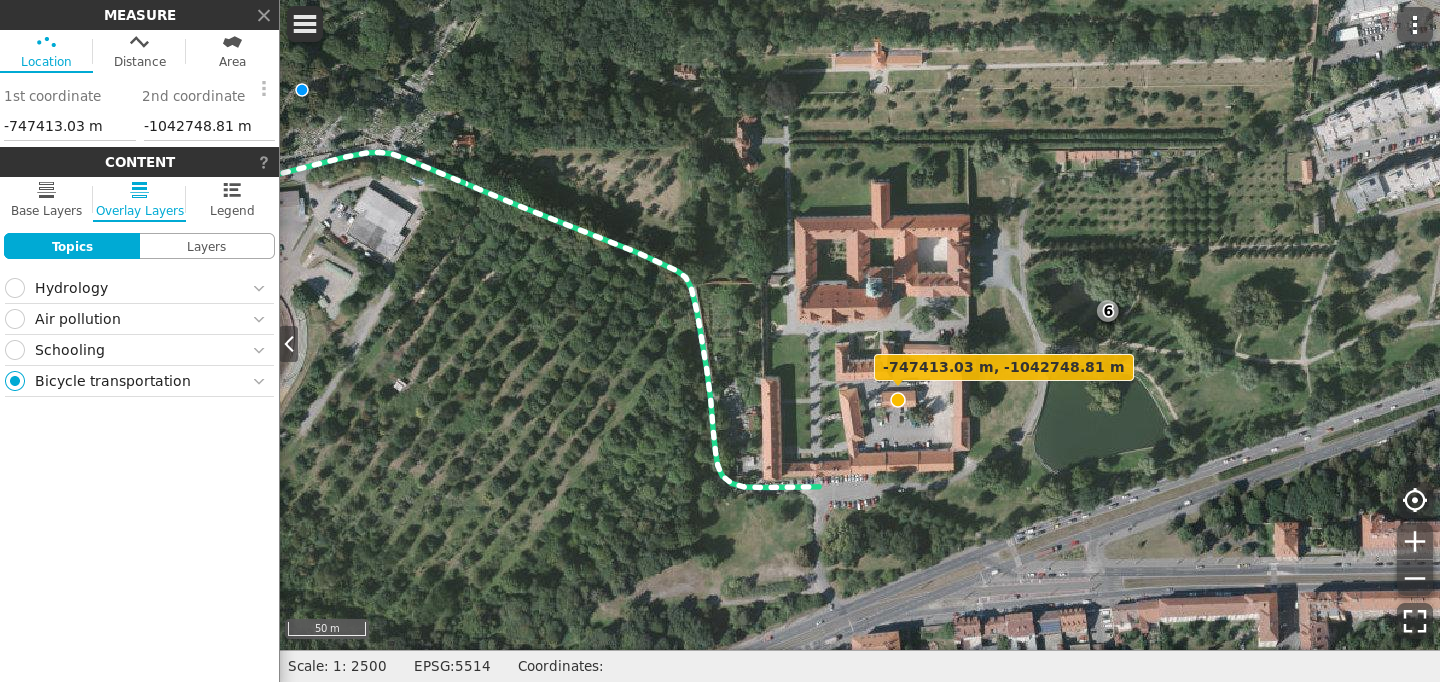 MEASURE
Location Distance Area
1st coordinate 2nd coordinate
-747413.03 m -1042748.81 m
CONTENT ?
Base Layers Overlay Layers Legend
Topics Layers
Hydrology
Air pollution
Schooling
Bicycle transportation
6
-747413.03 m, -1042748.81 m
50 m
Scale: 1: 2500 EPSG:5514 Coordinates: